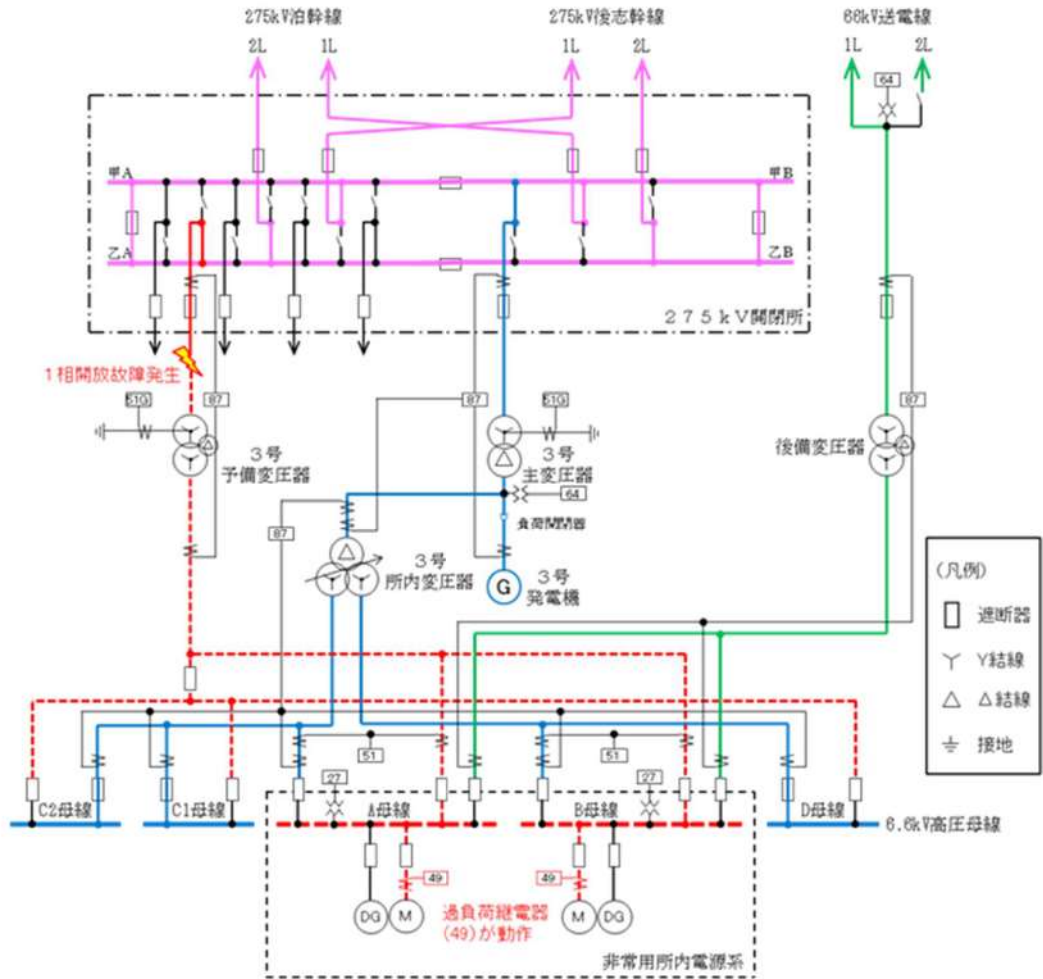 275kV泊幹線
275kV後志幹線
66kV送電線
2L
1L
1L
2L
1L
2L
64
甲A
甲B
乙A
乙B
275kV開閉所
1相開放故障発生
51G
87
51G
87
87
3号
予備変圧器
3号
主変圧器
後備変圧器
64
負荷開閉器
87
3号
所内変圧器
G
3号
発電機
(凡例)
遮断器
Y結線
Δ結線
接地
51
51
27
27
C2母線
C1母線
A母線
B母線
D母線
6.6kV高圧母線
49
49
DG
M
M
DG
過負荷継電器
(49)が動作
非常用所内電源系